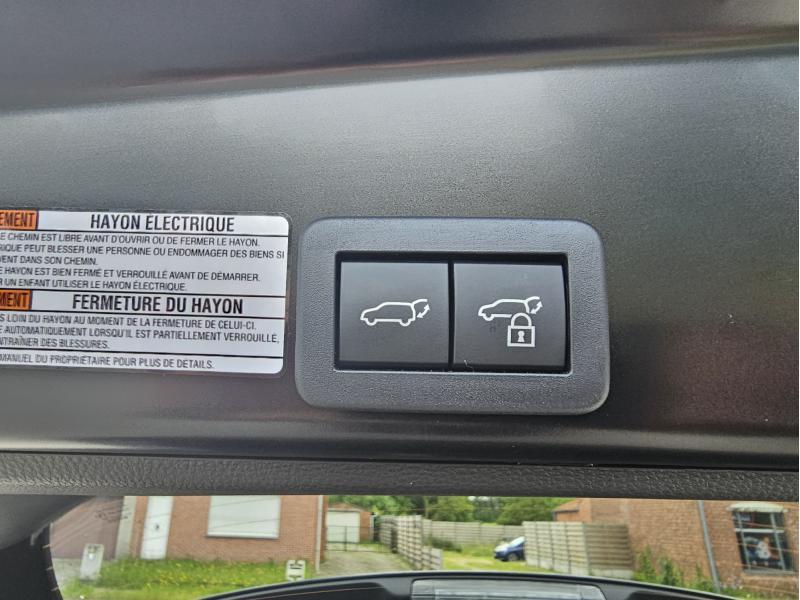 EMENT HAYON ÉLECTRIQUE
E CHEMIN EST LIBRE AVANT D'OUVRIR OU DE FERMER LE HAYON.
RIQUE PEUT BLESSER UNE PERSONNE OU ENDOMMAGER DES BIENS SI
VENT DANS SON CHEMIN.
E HAYON EST BIEN FERMÉ ET VERROUILLÉ AVANT DE DÉMARRER.
R UN ENFANT UTILISER LE HAYON ÉLECTRIQUE.
MENT FERMETURE DU HAYON
S LOIN DU HAYON AU MOMENT DE LA FERMETURE DE CELUI-CI.
E AUTOMATIQUEMENT LORSQU'IL EST PARTIELLEMENT VERROUILLÉ,
NTRAÎNER DES BLESSURES.
MANUEL DU PROPRIÉTAIRE POUR PLUS DE DÉTAILS.